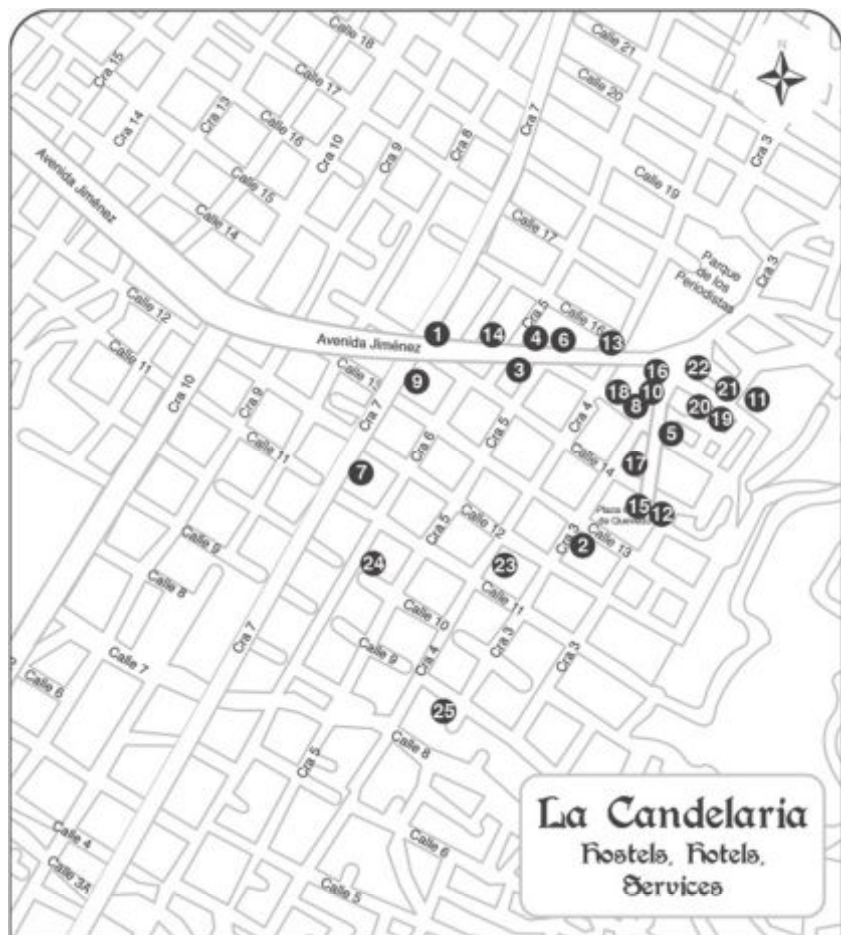 Calle 18
Calle 21
N
Cra 15
Calle 17
Calle 20
Cra 14
Cra 13
Calle 16
Cra 10
Cra 9
Cra 8
Cra 7
Cra 3
Avenida Jiménez
Calle 15
Calle 19
Calle 14
Calle 17
Parque
de los
Periodistas
Cra 3
Calle 12
Cra 5
Calle 16
1
14
4
6
13
Avenida Jiménez
Calle 11
3
16
22
Calle 13
9
18
10
21
11
Cra 10
Cra 9
Cra 7
8
20
19
Cra 4
Cra 5
5
Cra 6
Calle 11
7
17
Calle 14
15
12
Plaza
de
Cra 5
Calle 12
Cra 3
2
Calle 13
Calle 9
24
23
Calle 8
Calle 11
Calle 10
Cra 7
Cra 3
Cra 3
Calle 9
Cra 4
Calle 7
Calle 6
25
Calle 8
Cra 5
La Candelaria
Hostels, Hotels,
Services
Calle 4
Calle 6
Calle 3A
Calle 5